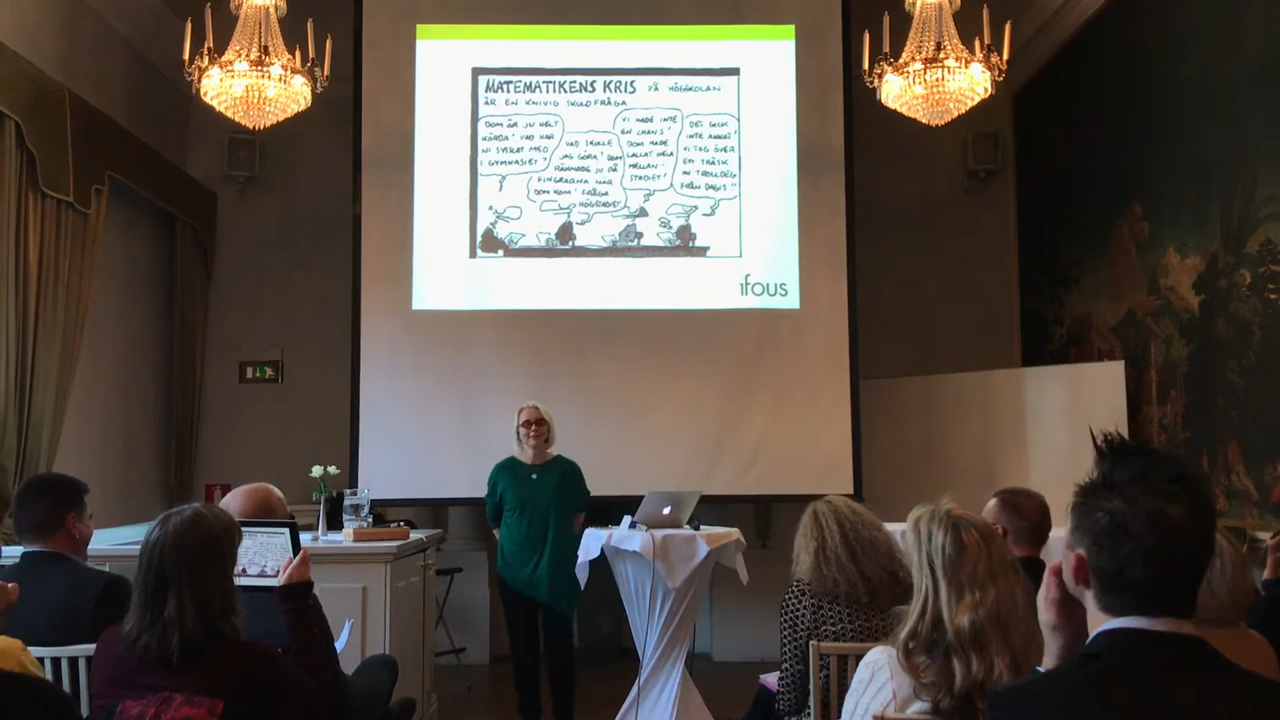 MATEMATIKENS KRIS PÅ HÖGSKOLAN
ÄR EN KNIVIG SKULDFRÅGA
DOM ÄR JU HELT
KÖRDA! VAD HAR
NI SYSSLAT MED
I GYMNASIET?
VAD SKULLE
JAG GÖRA! DOM
RÄKNADE JU PÅ
FINGRARNA NÄR
DOM KOM! FRÅGA
HÖGSTADIET
VI HADE INTE
EN CHANS!
DOM HADE
LALLAT HELA
MELLAN-
STADIET!
DET GICK
INTE ANNAT!
VI TOG ÖVER
ETT TRÄSK
AV TROLLDEG
FRÅN DAGIS!!
ifous